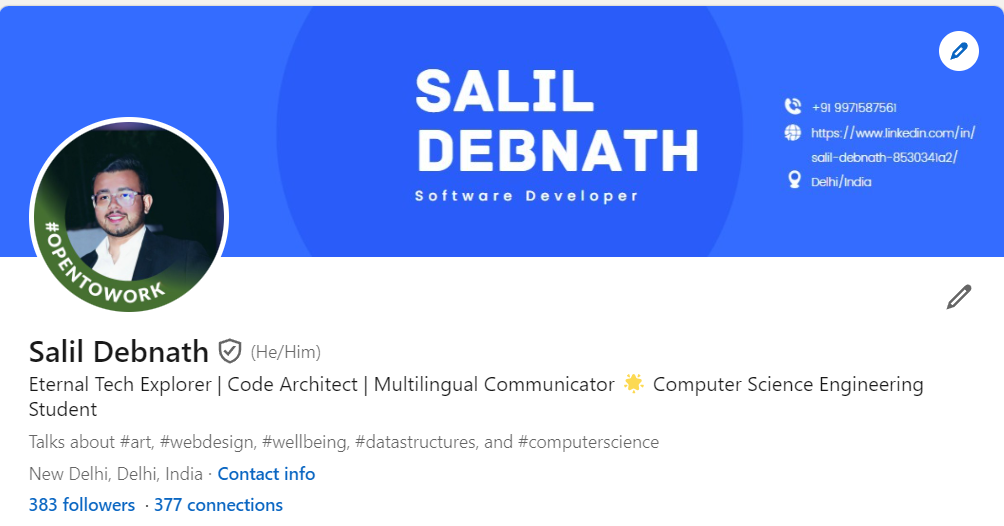 SALIL
DEBNATH
Software Developer
+91 9971587561
https://www.linkedin.com/in/
salil-debnath-8530341a2/
Delhi/India
#OPENTOWORK
Salil Debnath (He/Him)
Eternal Tech Explorer | Code Architect | Multilingual Communicator 🌟 Computer Science Engineering
Student
Talks about #art, #webdesign, #wellbeing, #datastructures, and #computerscience
New Delhi, Delhi, India · Contact info
383 followers · 377 connections